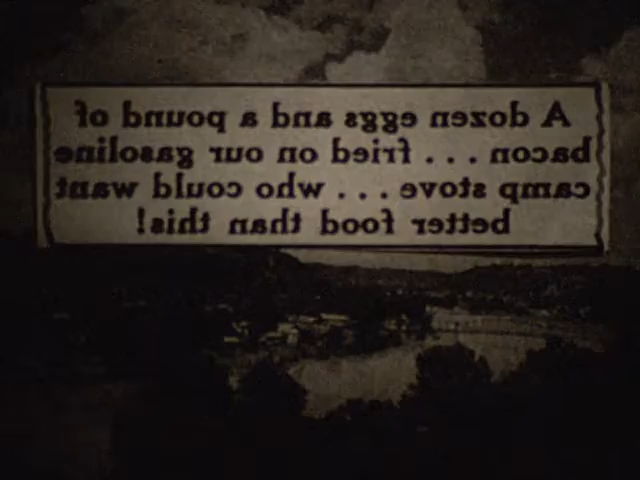 A dozen eggs and a pound of
bacon . . . fried on our gasoline
camp stove . . . who could want
better food than this!